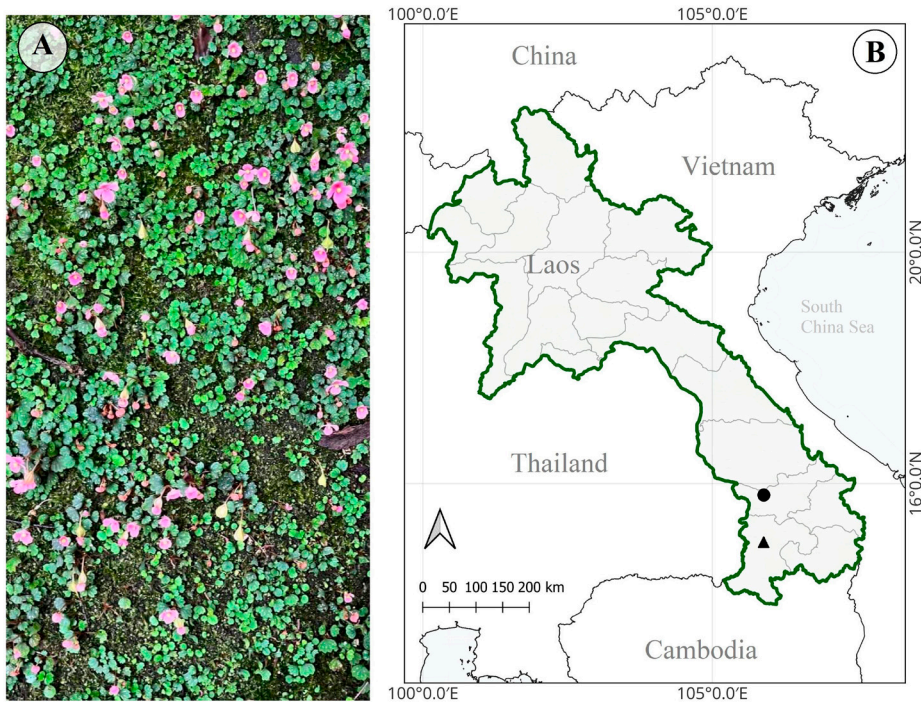 A
100°0.0′E
105°0.0′E
B
China
Vietnam
Laos
20°0.0′N
South
China Sea
Thailand
16°0.0′N
0 50 100 150 200 km
Cambodia
100°0.0′E
105°0.0′E